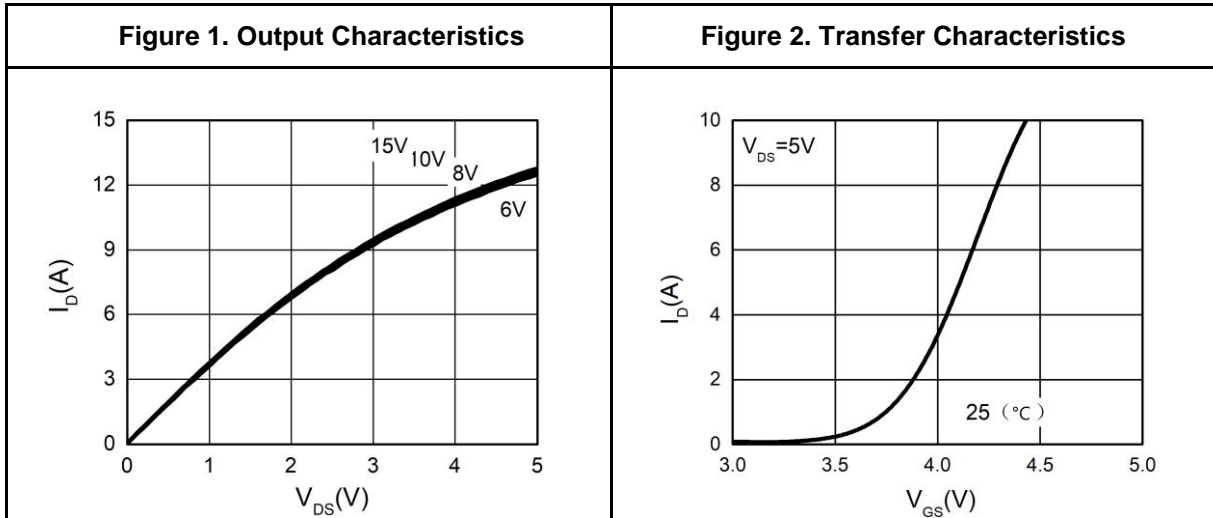 Figure 1. Output Characteristics
Figure 2. Transfer Characteristics
15
12
9
6
3
0
I_D(A)
15V
10V
8V
6V
0 1 2 3 4 5
V_DS(V)
10
8
6
4
2
0
I_D(A)
V_DS=5V
25（℃）
3.0 3.5 4.0 4.5 5.0
V_GS(V)